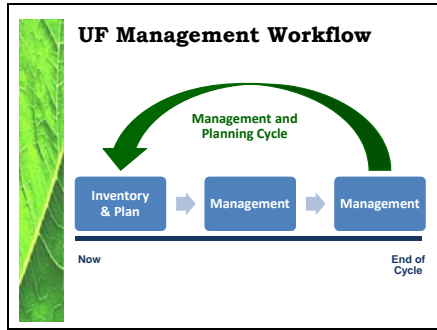 UF Management Workflow
Management and
Planning Cycle
Inventory
& Plan
Management
Management
Now
End of
Cycle